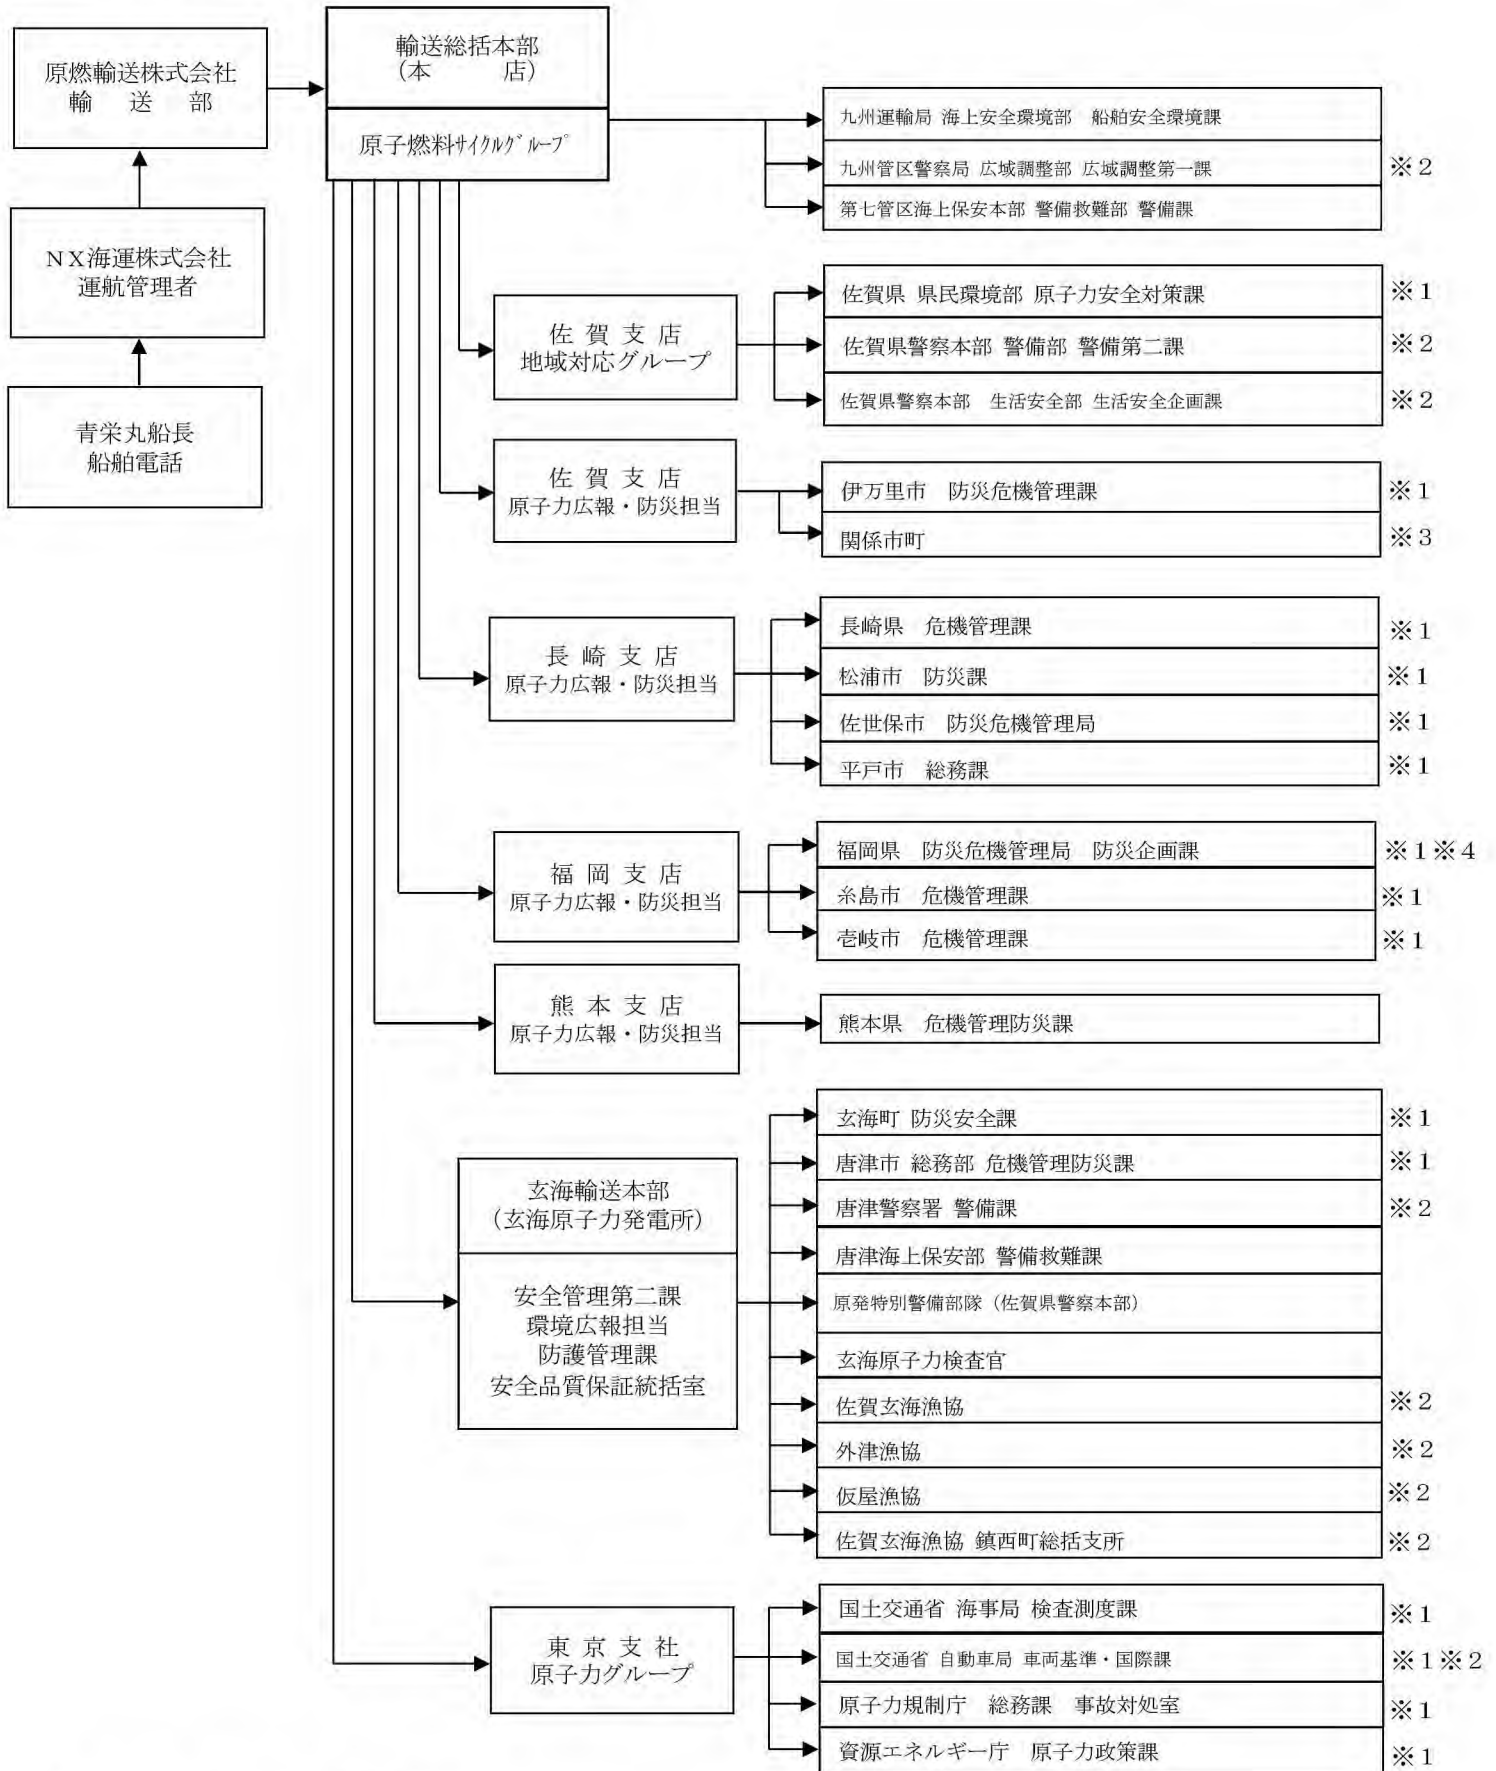 原燃輸送株式会社
輸　送　部
NX海運株式会社
運航管理者
青栄丸船長
船舶電話
輸送総括本部
（本　　　店）
原子燃料ｻｲｸﾙｸﾞﾙｰﾌﾟ
九州運輸局 海上安全環境部　船舶安全環境課
九州管区警察局 広域調整部 広域調整第一課　※２
第七管区海上保安本部 警備救難部 警備課
佐 賀 支 店
地域対応グループ
佐賀県 県民環境部 原子力安全対策課　※１
佐賀県警察本部 警備部 警備第二課　※２
佐賀県警察本部　生活安全部 生活安全企画課　※２
佐 賀 支 店
原子力広報・防災担当
伊万里市　防災危機管理課　※１
関係市町　※３
長 崎 支 店
原子力広報・防災担当
長崎県　危機管理課　※１
松浦市　防災課　※１
佐世保市　防災危機管理局　※１
平戸市　総務課　※１
福 岡 支 店
原子力広報・防災担当
福岡県　防災危機管理局　防災企画課　※１※４
糸島市　危機管理課　※１
壱岐市　危機管理課　※１
熊 本 支 店
原子力広報・防災担当
熊本県　危機管理防災課
玄海輸送本部
（玄海原子力発電所）
安全管理第二課
環境広報担当
防護管理課
安全品質保証統括室
玄海町 防災安全課　※１
唐津市 総務部 危機管理防災課　※１
唐津警察署 警備課　※２
唐津海上保安部 警備救難課
原発特別警備部隊（佐賀県警察本部）
玄海原子力検査官
佐賀玄海漁協　※２
外津漁協　※２
仮屋漁協　※２
佐賀玄海漁協 鎮西町総括支所　※２
東 京 支 社
原子力グループ
国土交通省 海事局 検査測度課　※１
国土交通省 自動車局 車両基準・国際課　※１※２
原子力規制庁　総務課　事故対処室　※１
資源エネルギー庁　原子力政策課　※１